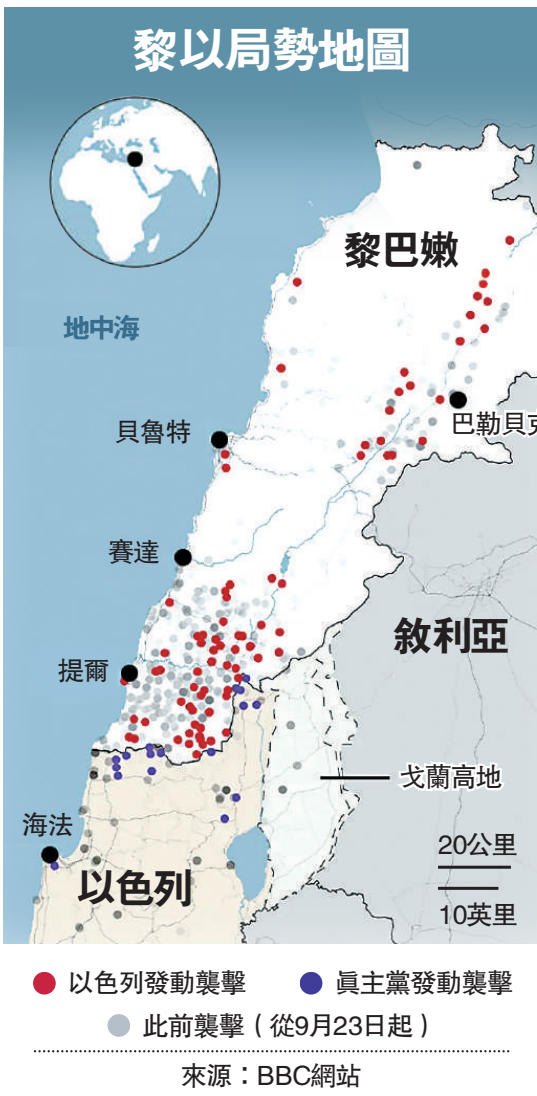 黎以局勢地圖
黎巴嫩
地中海
貝魯特
巴勒貝克
賽達
敘利亞
提爾
戈蘭高地
海法
20公里
以色列
10英里
以色列發動襲擊
眞主黨發動襲擊
此前襲擊（從9月23日起）
來源：BBC網站